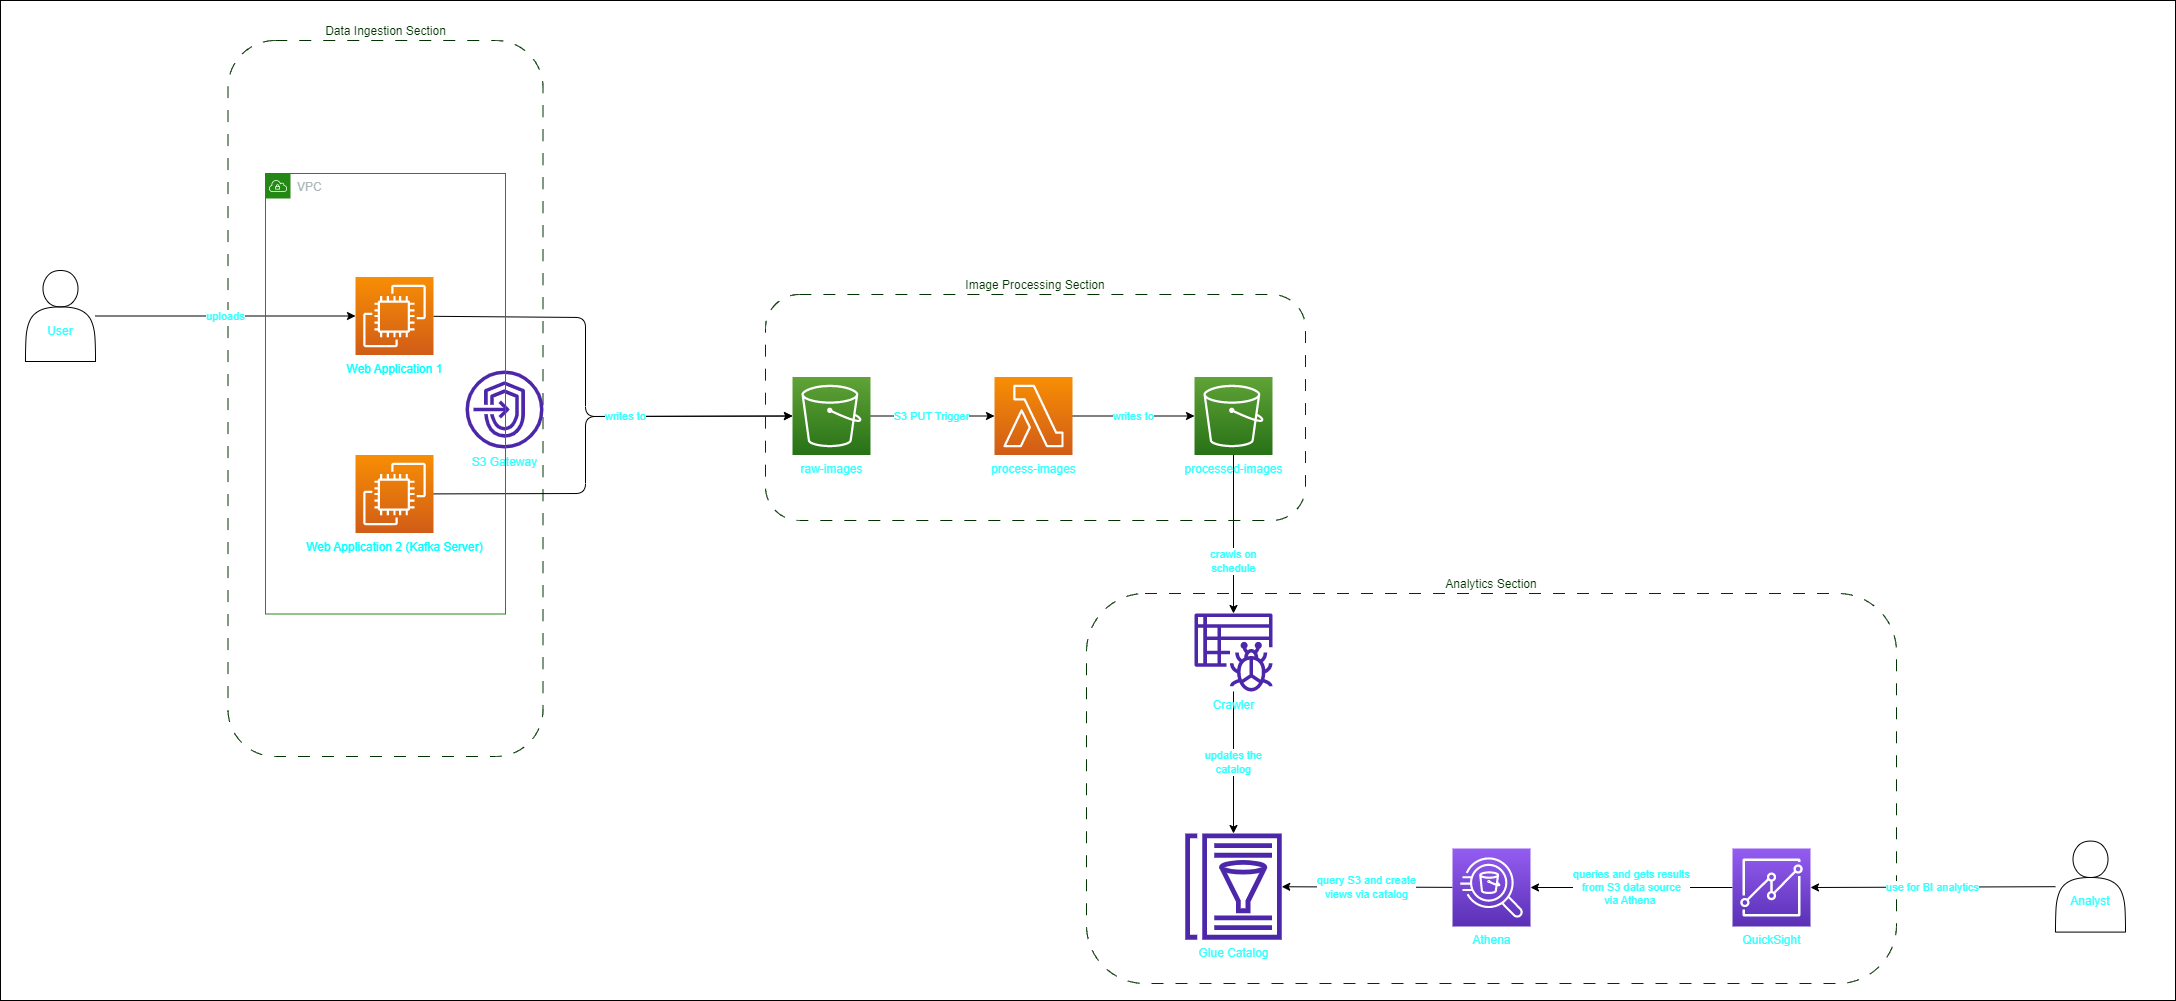 Data Ingestion Section
VPC
User
uploads
Web Application 1
S3 Gateway
Web Application 2 (Kafka Server)
writes to
Image Processing Section
raw-images
S3 PUT Trigger
process-images
writes to
processed-images
crawls on
schedule
Analytics Section
Crawler
updates the
catalog
Glue Catalog
query S3 and create
views via catalog
Athena
queries and gets results
from S3 data source
via Athena
QuickSight
use for BI analytics
Analyst